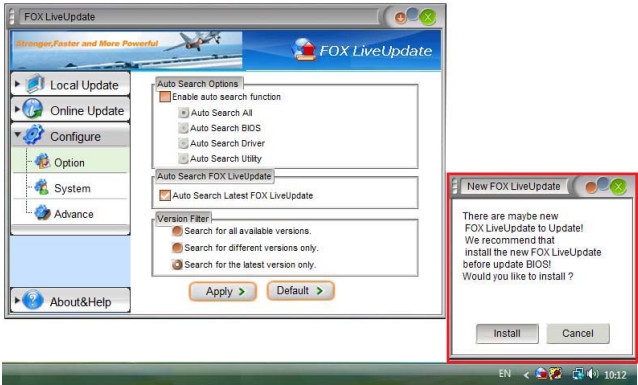 FOX LiveUpdate
Stronger,Faster and More Powerful
FOX LiveUpdate
Local Update
Online Update
Configure
Option
System
Advance
About&Help
Auto Search Options
Enable auto search function
Auto Search All
Auto Search BIOS
Auto Search Driver
Auto Search Utility
Auto Search FOX LiveUpdate
Auto Search Latest FOX LiveUpdate
Version Filter
Search for all available versions.
Search for different versions only.
Search for the latest version only.
Apply >
Default >
New FOX LiveUpdate
There are maybe new
FOX LiveUpdate to Update!
We recommend that
install the new FOX LiveUpdate
before update BIOS!
Would you like to install ?
Install
Cancel
EN < 10:12